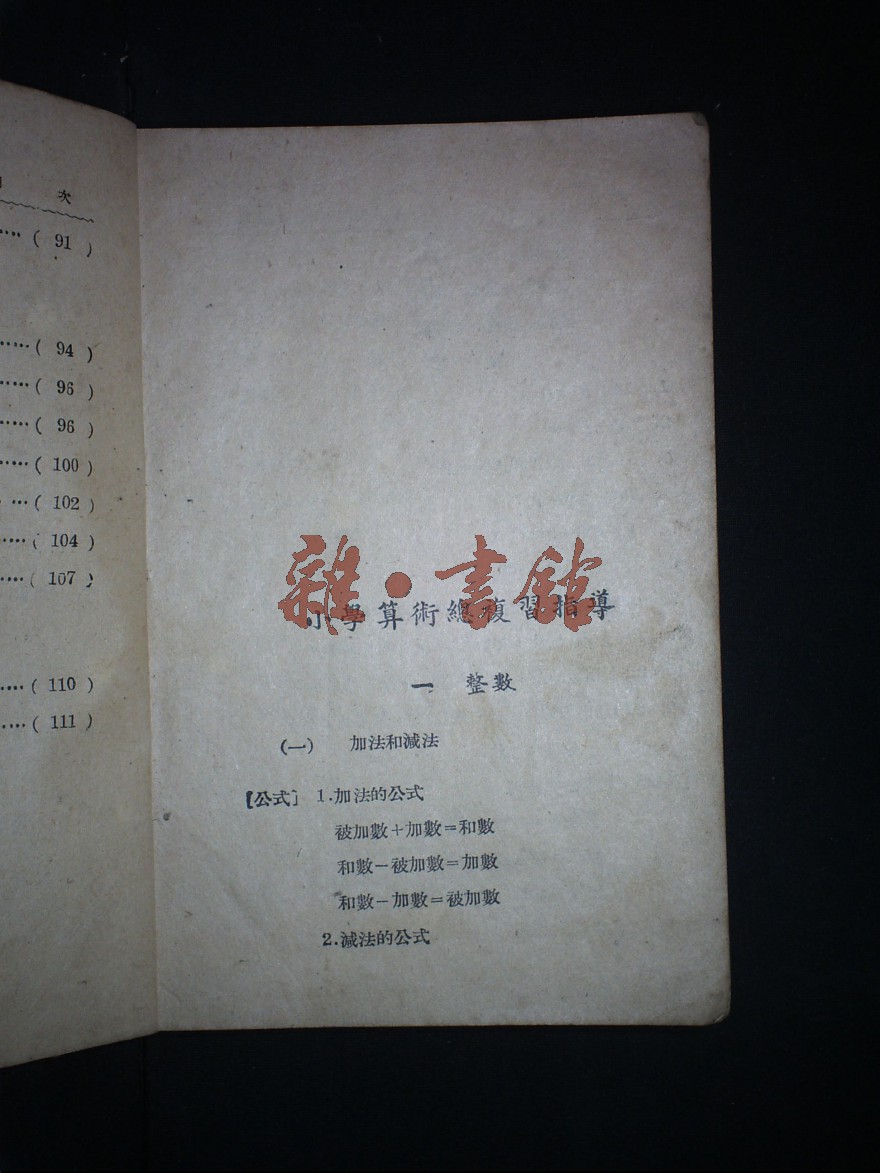 次
( 91 )
( 94 )
( 96 )
( 96 )
( 100 )
( 102 )
( 104 )
( 107 )
( 110 )
( 111 )
雜·書館
小學算術總複習指導
一 整數
(一) 加法和減法
[公式] 1.加法的公式
被加數+加數=和數
和數-被加數=加數
和數-加數=被加數
2.減法的公式